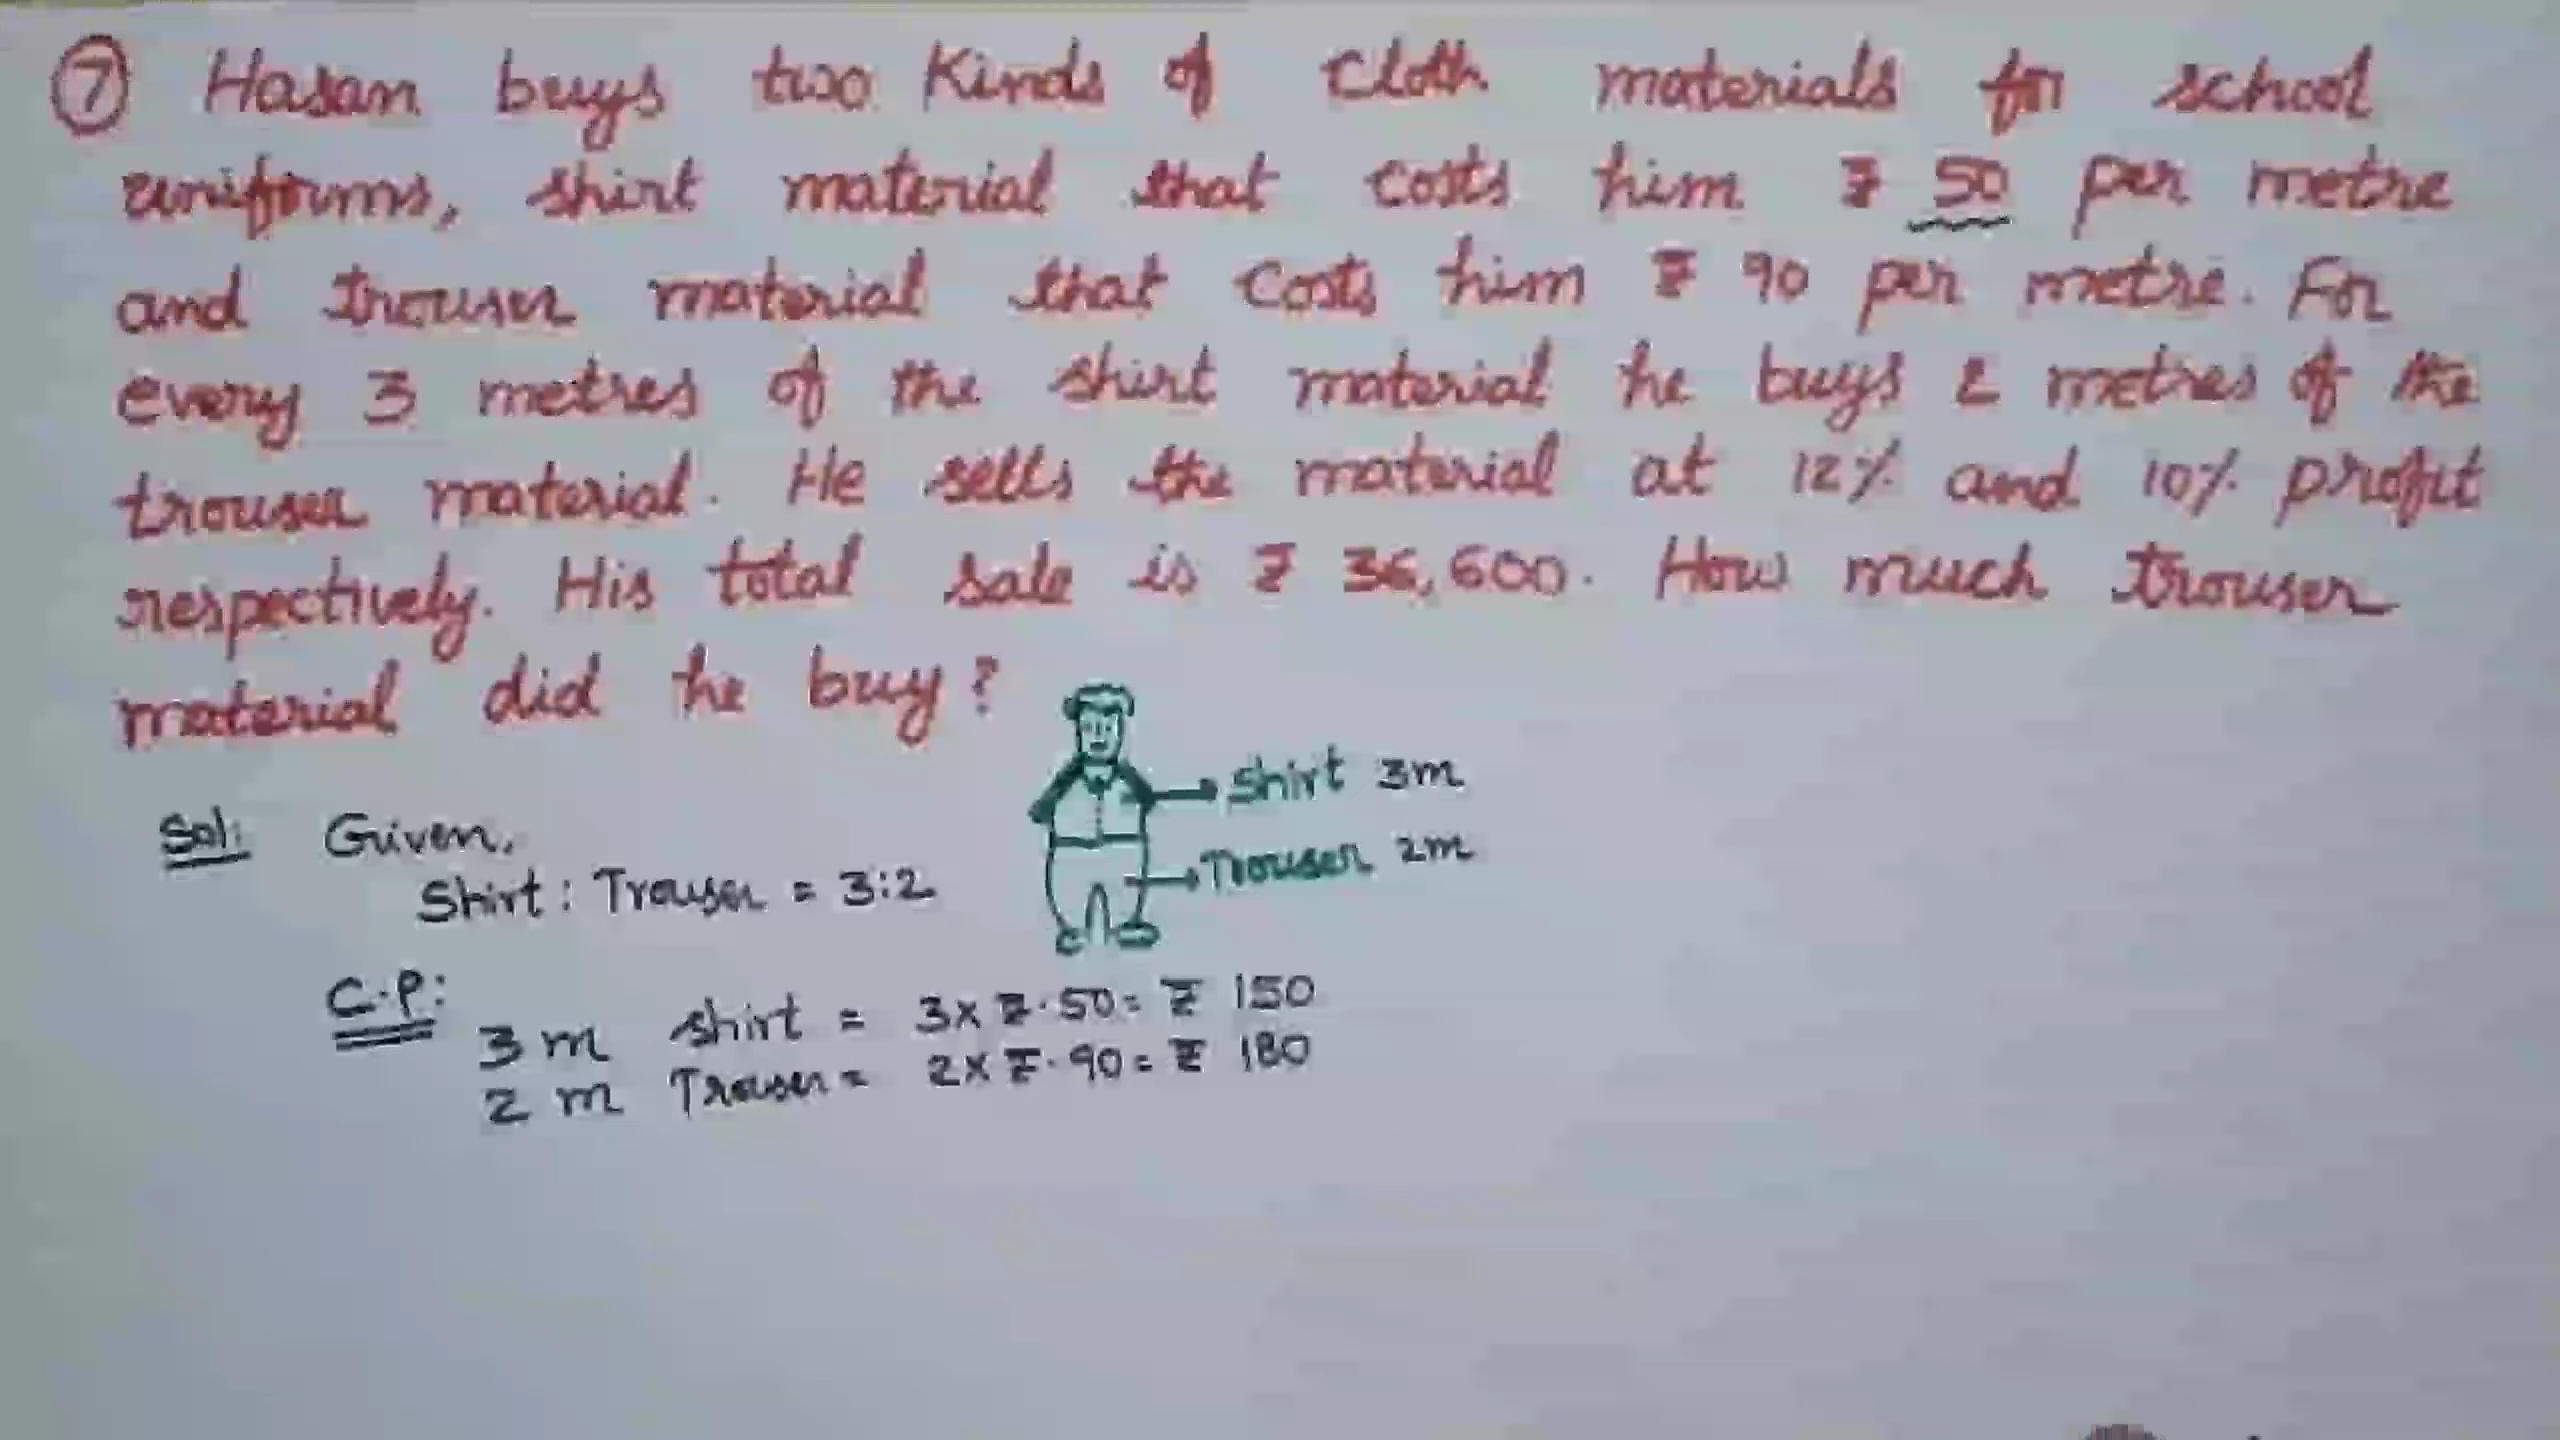 7 Hasan buys two Kinds of cloth materials for school
uniforms, shirt material that costs him ₹ 50 per metre
and trouser material that costs him ₹ 90 per metre. For
every 3 metres of the shirt material he buys 2 metres of the
trouser material. He sells the material at 12% and 10% profit
respectively. His total sale is ₹ 36,600. How much trouser
material did he buy?
Shirt 3m
Trouser 2m
Sol: Given,
Shirt : Trouser = 3:2
C.P:
3 m shirt = 3 x ₹.50 = ₹ 150
2 m Trouser = 2 x ₹.90 = ₹ 180